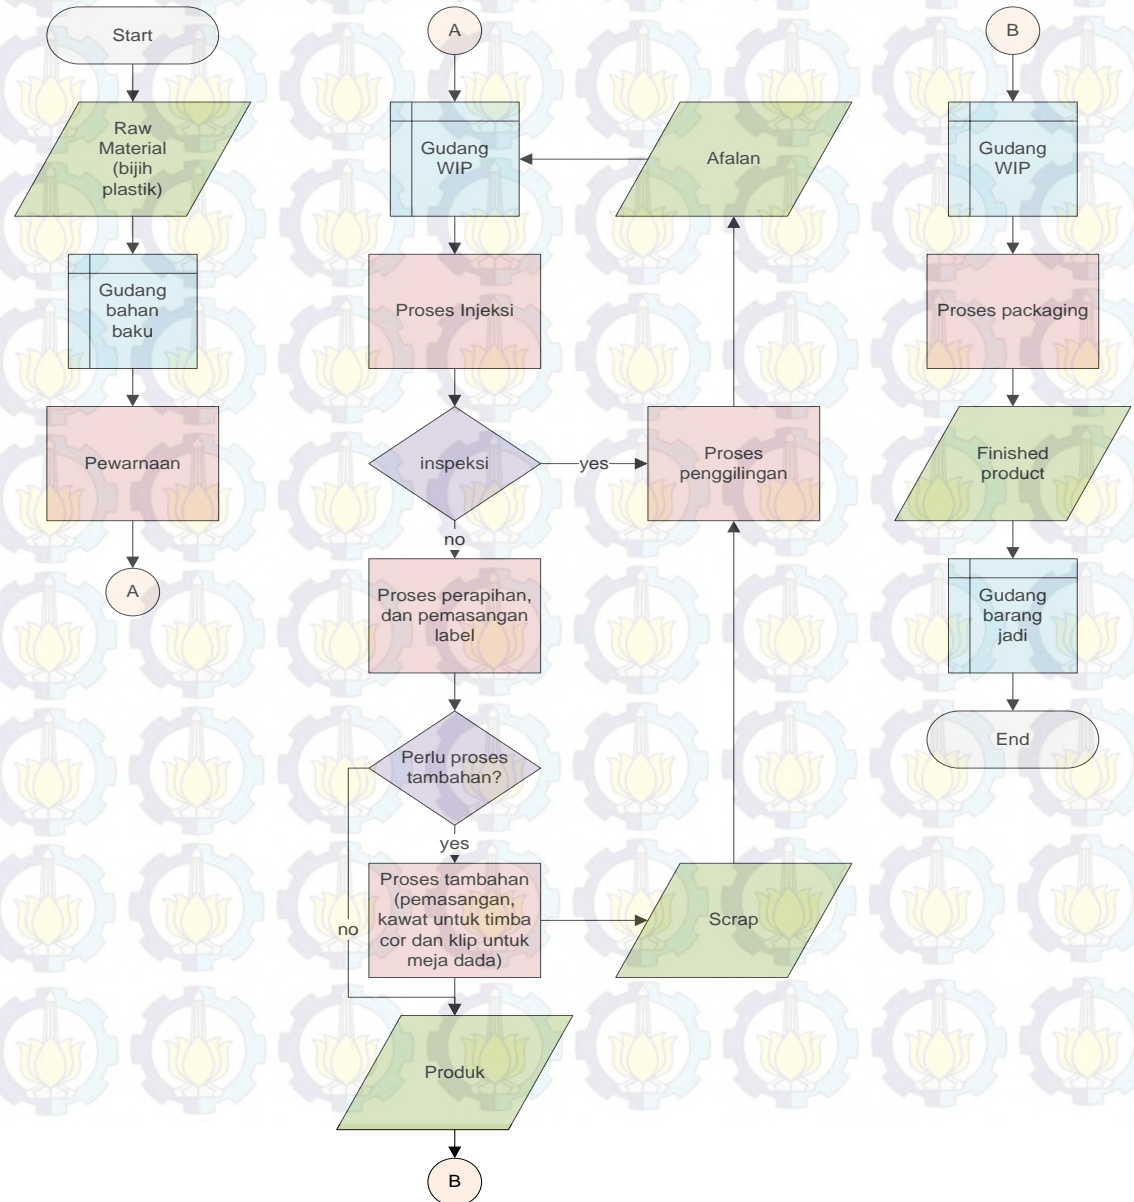 Start
Raw
Material
(bijih
plastik)
Gudang
bahan
baku
Pewarnaan
A
A
Gudang
WIP
Proses Injeksi
inspeksi
yes
no
Proses perapihan,
dan pemasangan
label
Perlu proses
tambahan?
yes
no
Proses tambahan
(pemasangan,
kawat untuk timba
cor dan klip untuk
meja dada)
Produk
B
Afalan
Proses
penggilingan
Scrap
B
Gudang
WIP
Proses packaging
Finished
product
Gudang
barang
jadi
End